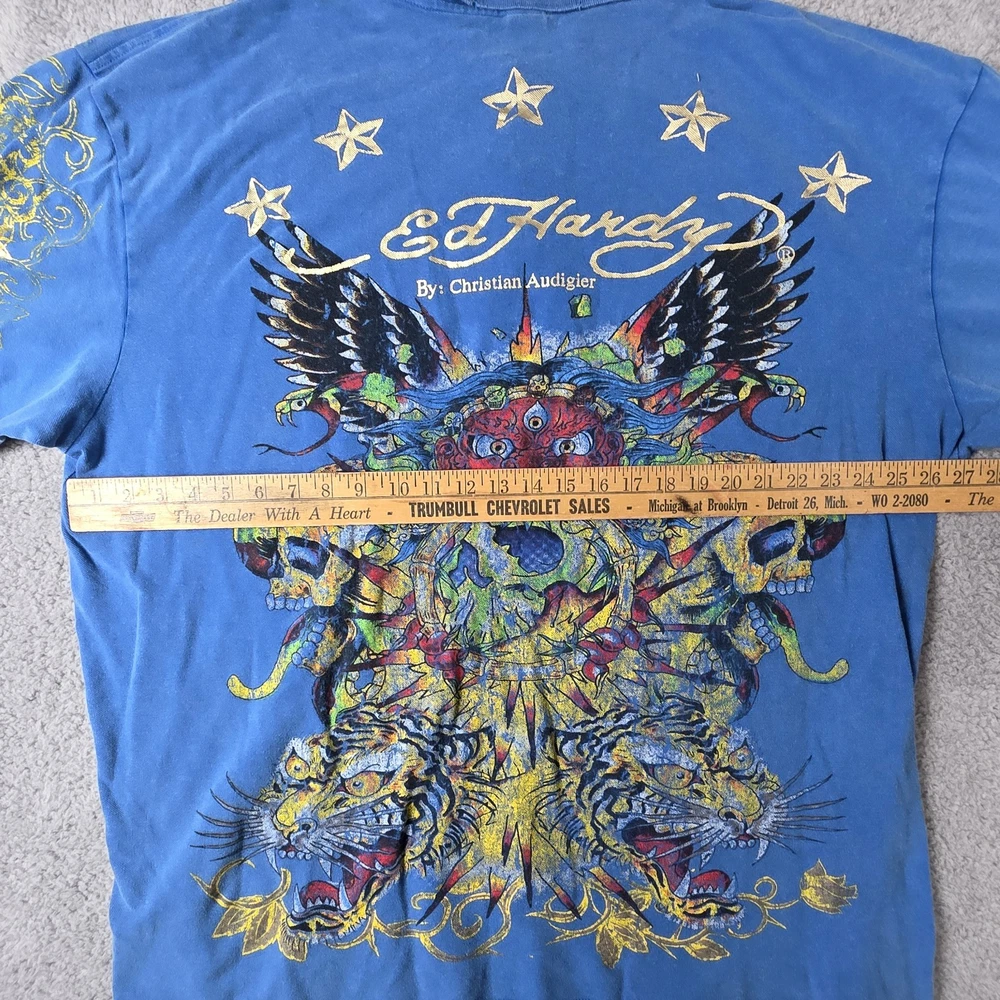 Ed Hardy ®
By: Christian Audigier
1 2 3 4 5 6 7 8 9 10 11 12 13 14 15 16 17 18 19 20 21 22 23 24 25 26 27 28
The Dealer With A Heart - TRUMBULL CHEVROLET SALES - Michigan at Brooklyn - Detroit 26, Mich. - WO 2-2080 - The